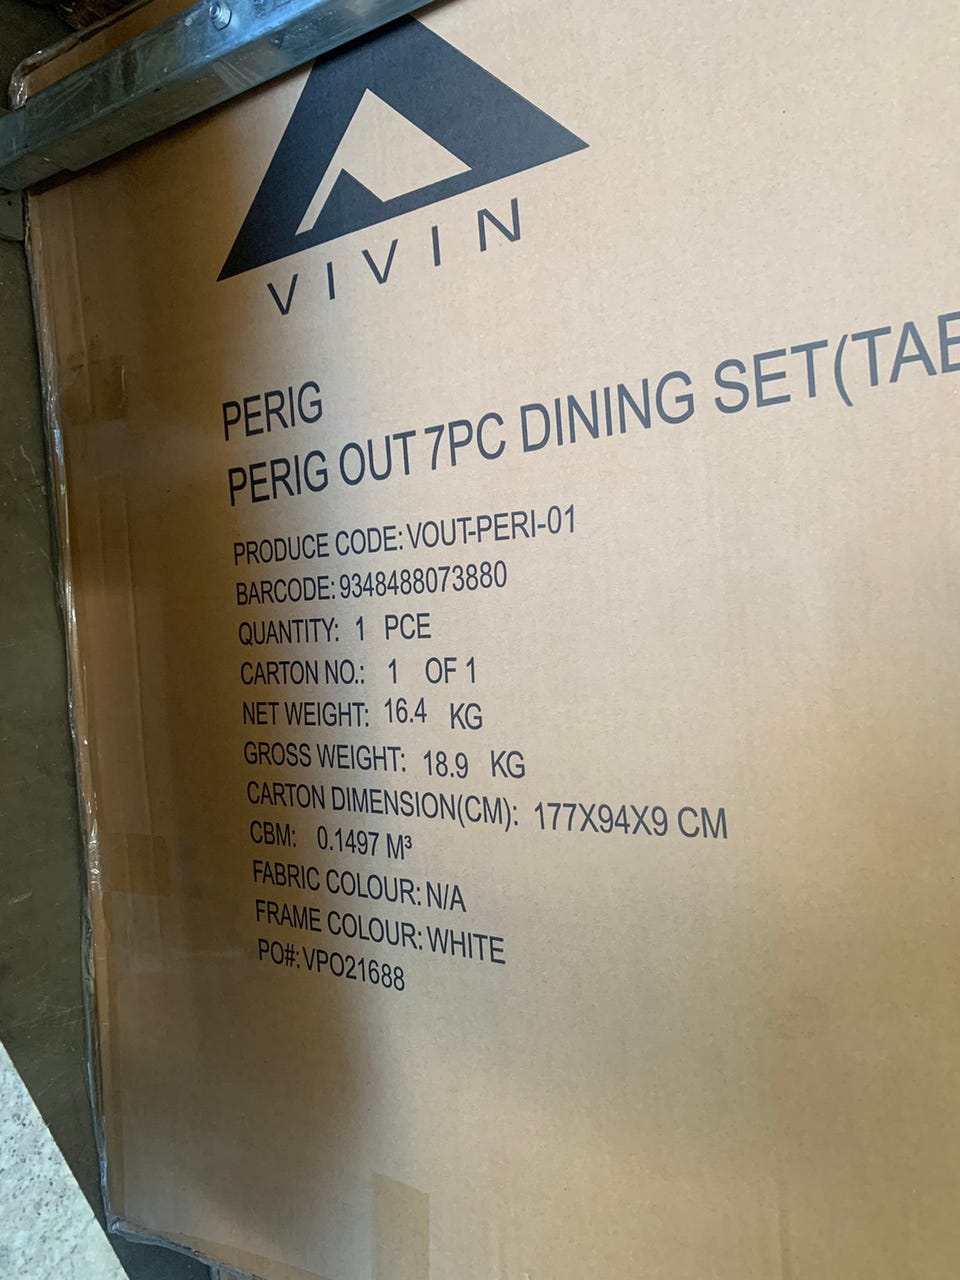 VIVIN
PERIG
PERIG OUT 7PC DINING SET(TAB
PRODUCE CODE: VOUT-PERI-01
BARCODE: 9348488073880
QUANTITY: 1 PCE
CARTON NO.: 1 OF 1
NET WEIGHT: 16.4 KG
GROSS WEIGHT: 18.9 KG
CARTON DIMENSION(CM): 177X94X9 CM
CBM: 0.1497 M³
FABRIC COLOUR: N/A
FRAME COLOUR: WHITE
PO#: VPO21688